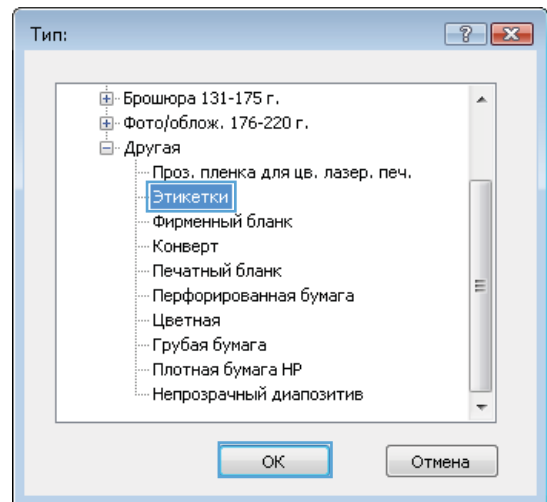 Тип:
Брошюра 131-175 г.
Фото/облож. 176-220 г.
Другая
Проз. пленка для цв. лазер. печ.
Этикетки
Фирменный бланк
Конверт
Печатный бланк
Перфорированная бумага
Цветная
Грубая бумага
Плотная бумага HP
Непрозрачный диапозитив
ОК Отмена